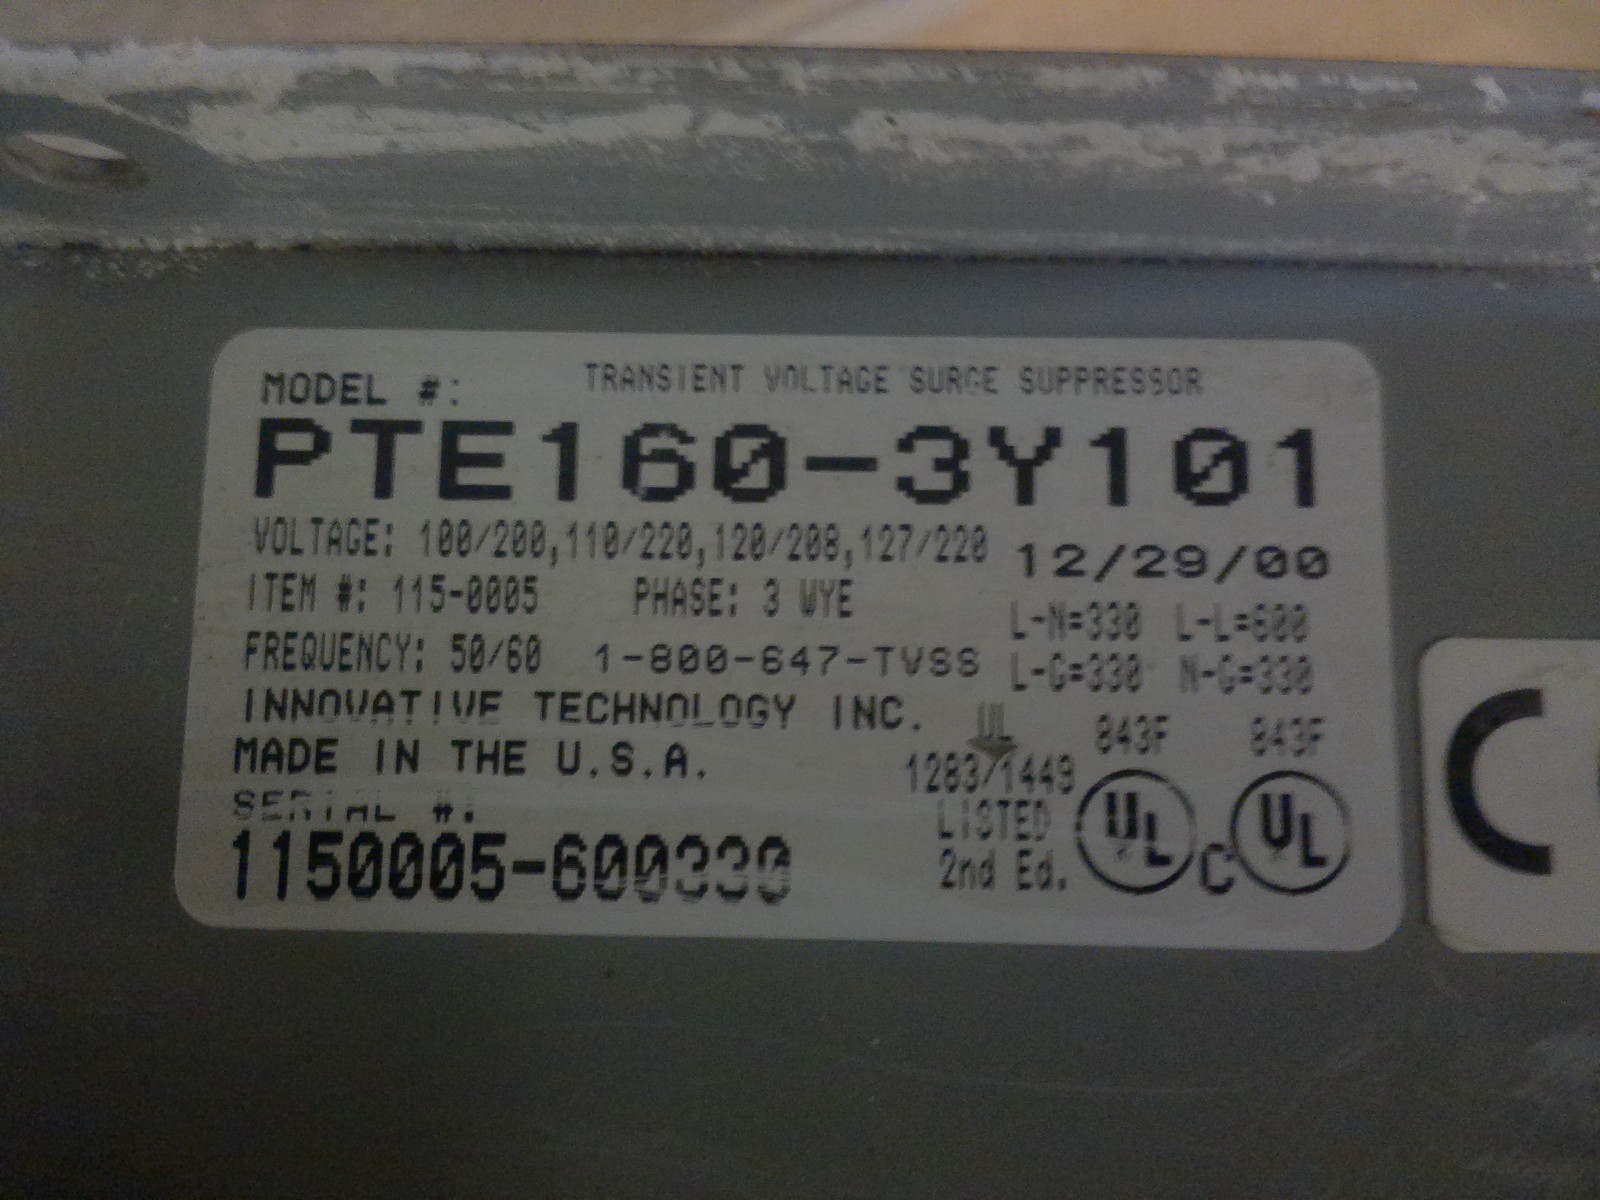 TRANSIENT VOLTAGE SURGE SUPPRESSOR
MODEL #:
PTE160-3Y101
VOLTAGE: 100/200,110/220,120/208,127/220
12/29/00
ITEM #: 115-0005 PHASE: 3 WYE
L-N=330 L-L=600
FREQUENCY: 50/60 1-800-647-TVSS
L-G=330 N-G=330
INNOVATIVE TECHNOLOGY INC.
MADE IN THE U.S.A.
UL
1283/1449
LISTED
2nd Ed.
843F 843F
UL C UL
SERIAL #:
1150005-600330
C